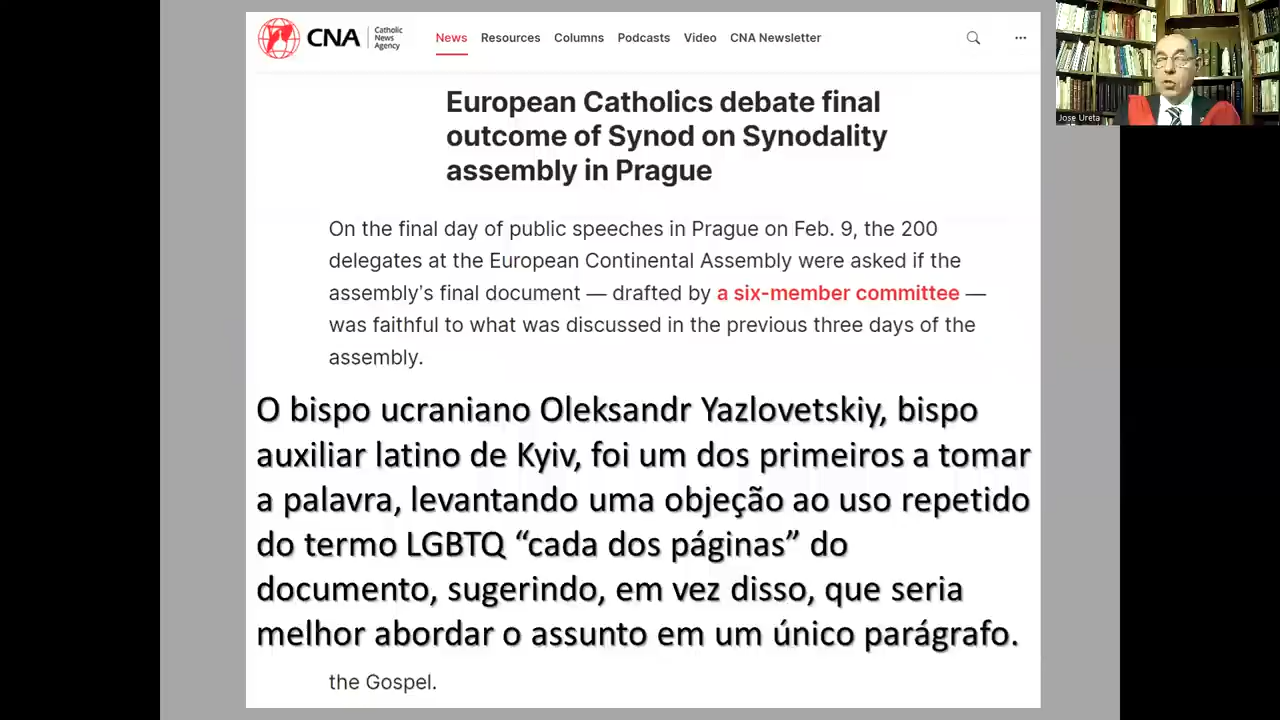 CNA
Catholic
News
Agency
News Resources Columns Podcasts Video CNA Newsletter
Jose Ureta
European Catholics debate final
outcome of Synod on Synodality
assembly in Prague
On the final day of public speeches in Prague on Feb. 9, the 200
delegates at the European Continental Assembly were asked if the
assembly's final document — drafted by a six-member committee —
was faithful to what was discussed in the previous three days of the
assembly.
O bispo ucraniano Oleksandr Yazlovetskiy, bispo
auxiliar latino de Kyiv, foi um dos primeiros a tomar
a palavra, levantando uma objeção ao uso repetido
do termo LGBTQ “cada dos páginas” do
documento, sugerindo, em vez disso, que seria
melhor abordar o assunto em um único parágrafo.
the Gospel.